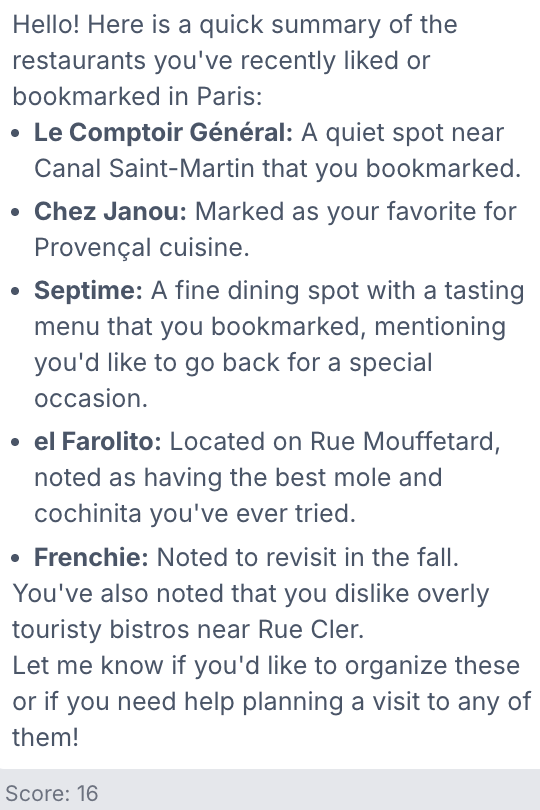 Hello! Here is a quick summary of the
restaurants you've recently liked or
bookmarked in Paris:
• Le Comptoir Général: A quiet spot near
Canal Saint-Martin that you bookmarked.
• Chez Janou: Marked as your favorite for
Provençal cuisine.
• Septime: A fine dining spot with a tasting
menu that you bookmarked, mentioning
you'd like to go back for a special
occasion.
• el Farolito: Located on Rue Mouffetard,
noted as having the best mole and
cochinita you've ever tried.
• Frenchie: Noted to revisit in the fall.
You've also noted that you dislike overly
touristy bistros near Rue Cler.
Let me know if you'd like to organize these
or if you need help planning a visit to any of
them!
Score: 16